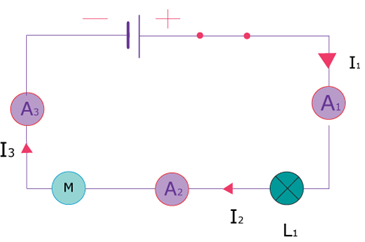 − +
I₁
A₁
A₃
I₃
M
A₂
I₂
L₁